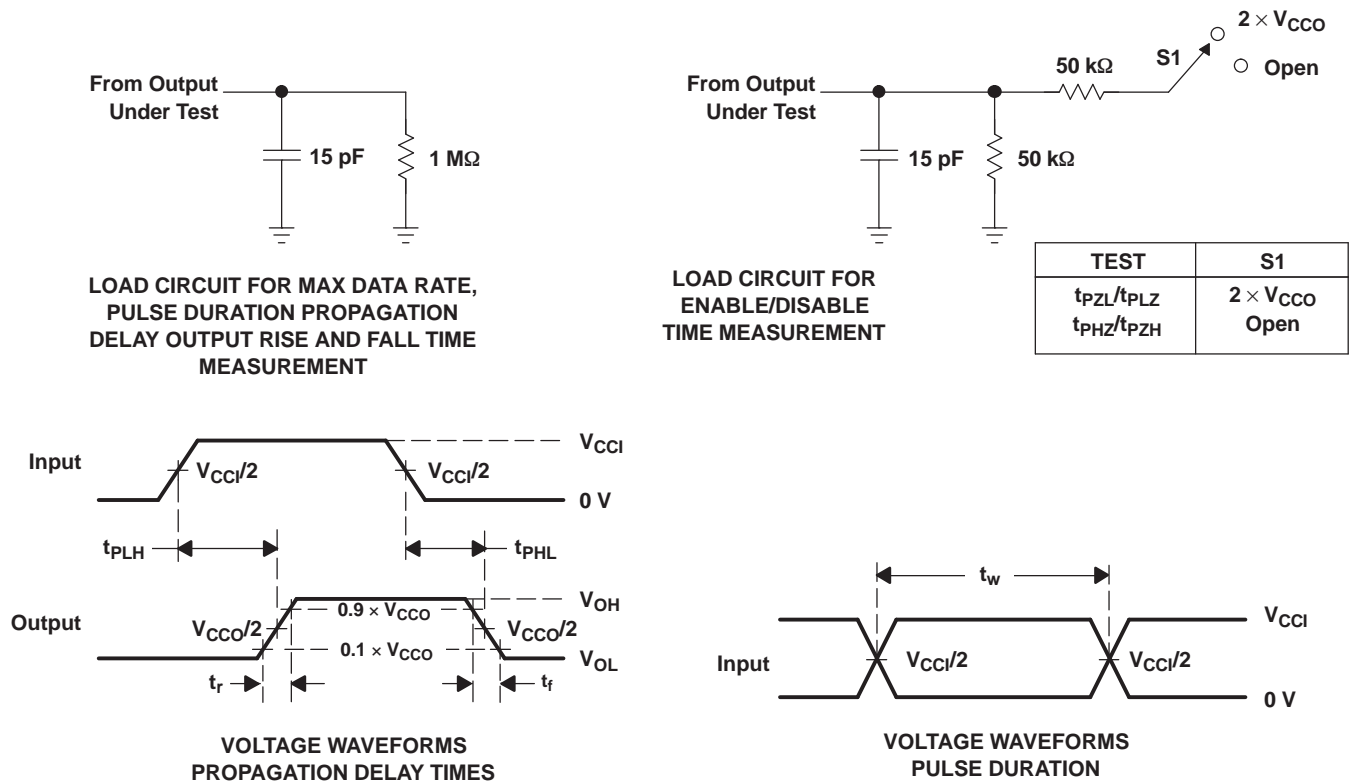 From Output
Under Test
15 pF
1 MΩ
LOAD CIRCUIT FOR MAX DATA RATE,
PULSE DURATION PROPAGATION
DELAY OUTPUT RISE AND FALL TIME
MEASUREMENT
From Output
Under Test
15 pF
50 kΩ
50 kΩ
S1
2 × VCCO
Open
LOAD CIRCUIT FOR
ENABLE/DISABLE
TIME MEASUREMENT
TEST S1
tPZL/tPLZ 2 × VCCO
tPHZ/tPZH Open
Input
VCCI/2 VCCI/2
VCCI
0 V
tPLH tPHL
Output
VCCO/2 VCCO/2
0.9 × VCCO
0.1 × VCCO
VOH
VOL
tr tf
VOLTAGE WAVEFORMS
PROPAGATION DELAY TIMES
tw
Input
VCCI/2 VCCI/2
VCCI
0 V
VOLTAGE WAVEFORMS
PULSE DURATION